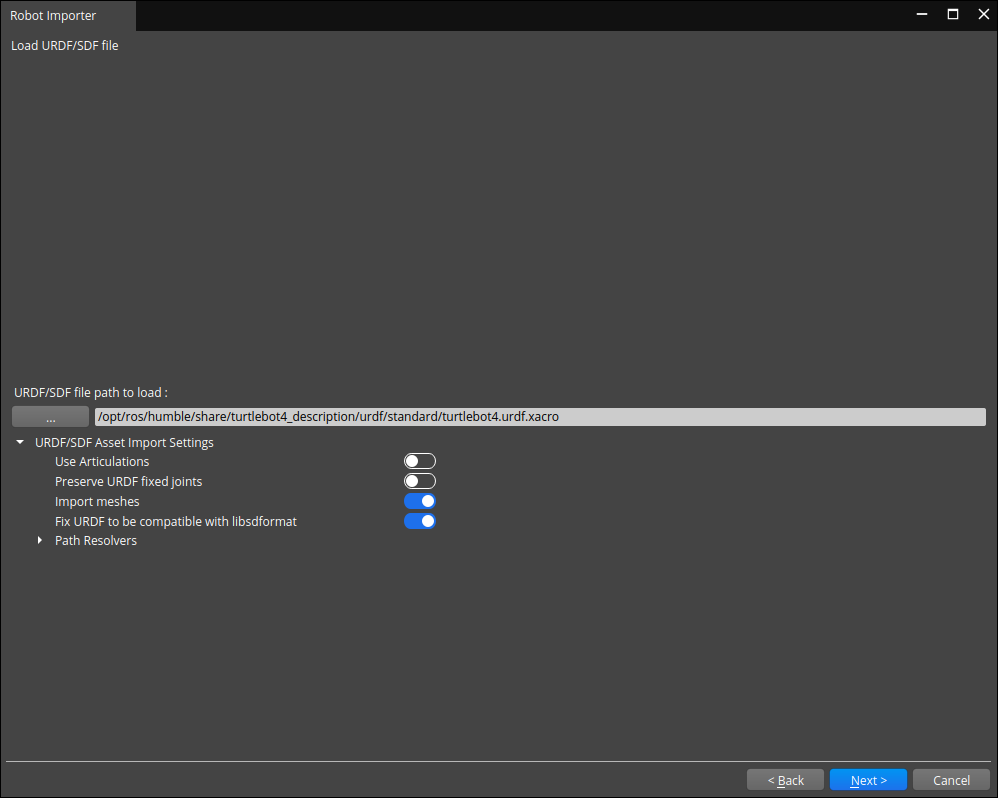 Robot Importer
Load URDF/SDF file
URDF/SDF file path to load :
...
/opt/ros/humble/share/turtlebot4_description/urdf/standard/turtlebot4.urdf.xacro
URDF/SDF Asset Import Settings
Use Articulations
Preserve URDF fixed joints
Import meshes
Fix URDF to be compatible with libsdformat
Path Resolvers
< Back
Next >
Cancel